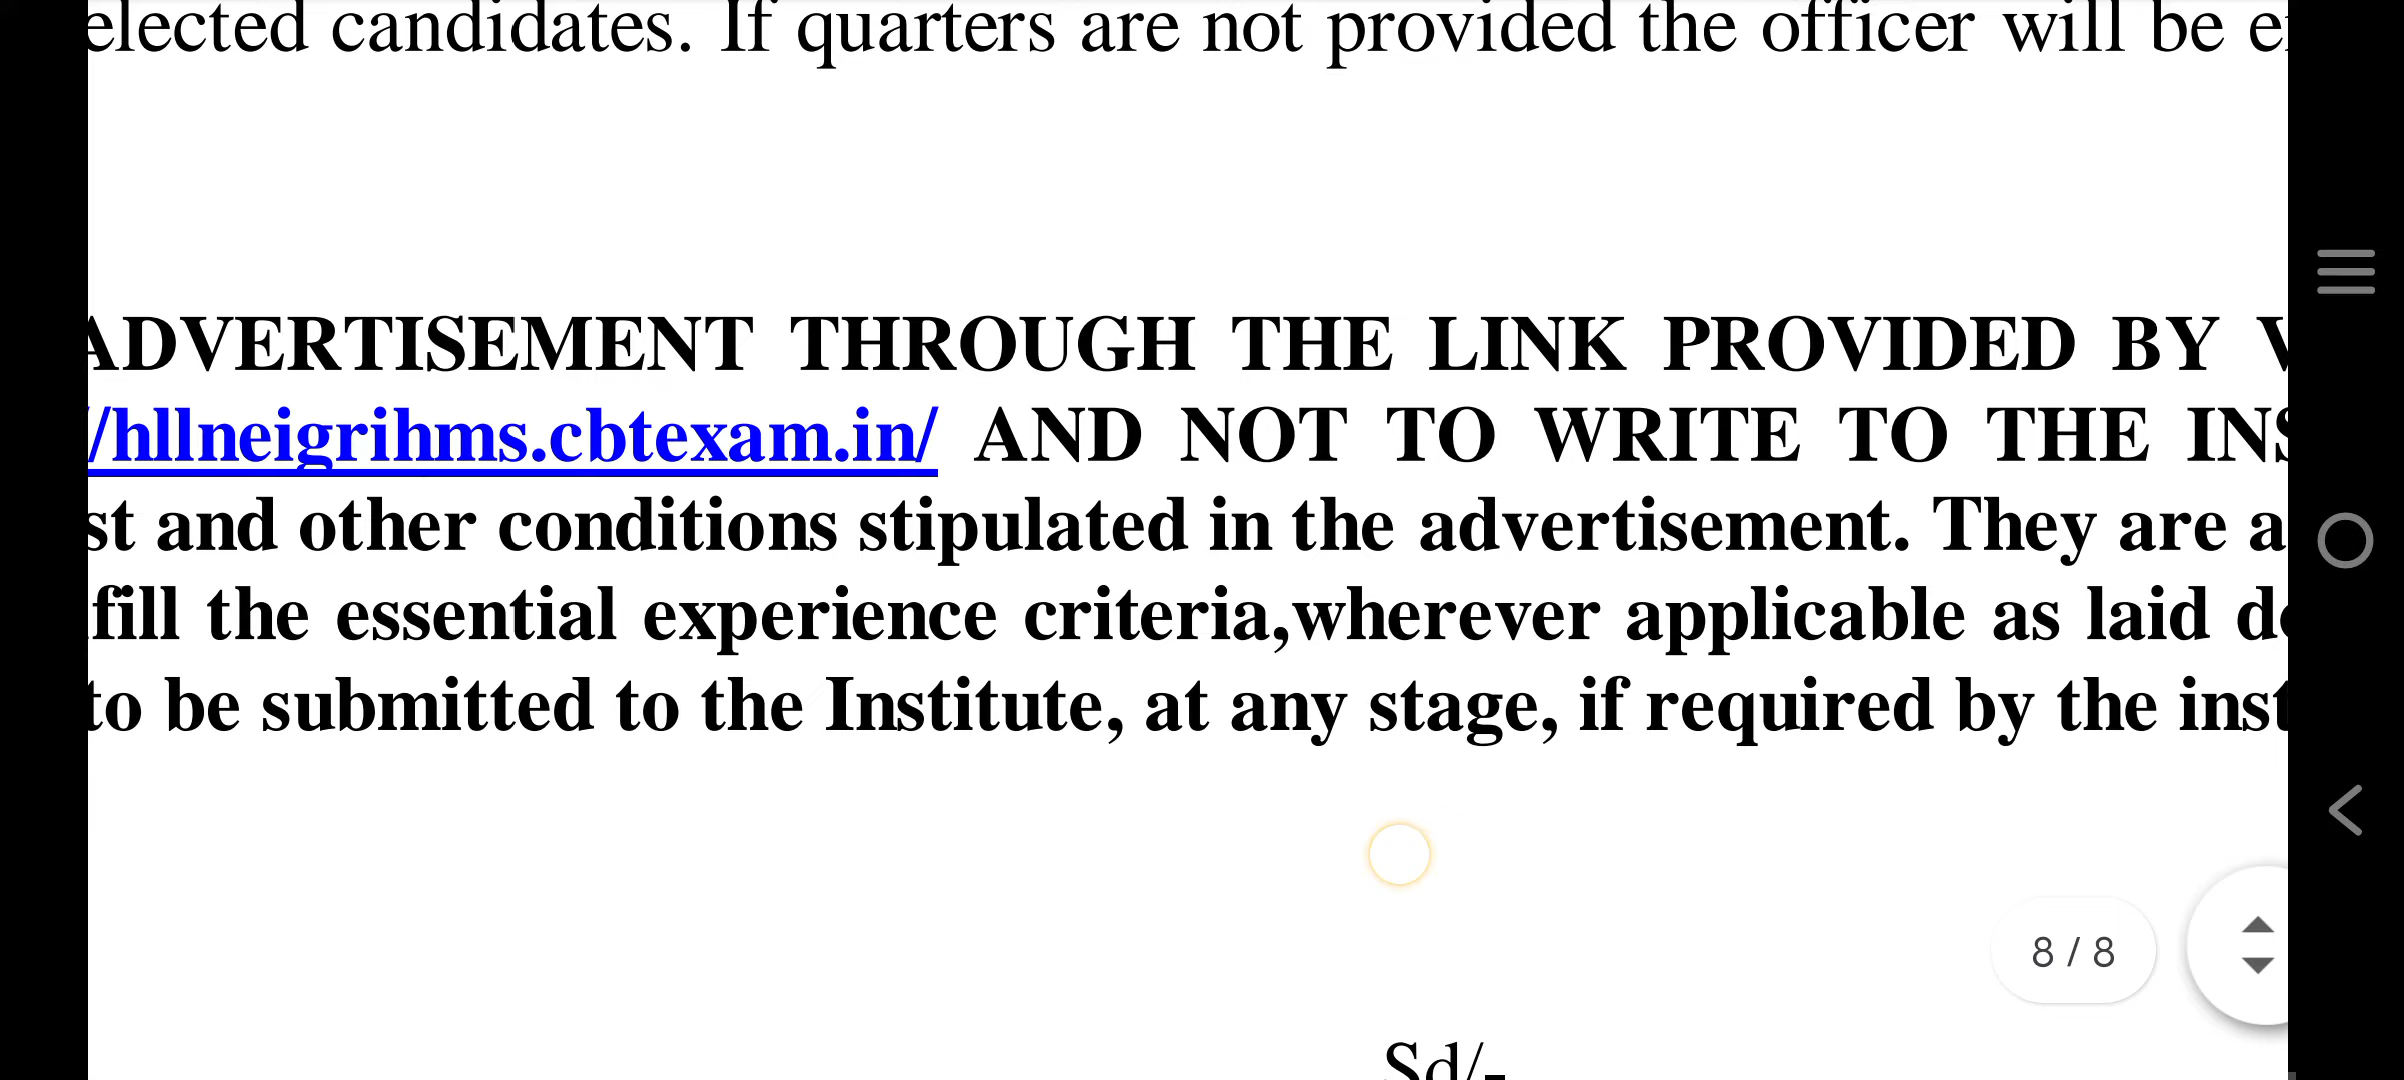 elected candidates. If quarters are not provided the officer will be e
ADVERTISEMENT THROUGH THE LINK PROVIDED BY V
//hllneigrihms.cbtexam.in/ AND NOT TO WRITE TO THE INS
st and other conditions stipulated in the advertisement. They are a
fill the essential experience criteria,wherever applicable as laid d
to be submitted to the Institute, at any stage, if required by the inst
8 / 8
Sd/-